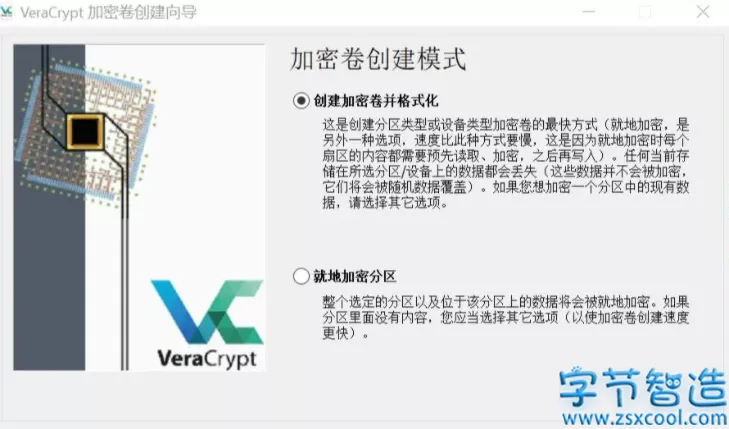 VeraCrypt 加密卷创建向导
加密卷创建模式
创建加密卷并格式化
这是创建分区类型或设备类型加密卷的最快方式（就地加密，是
另外一种选项，速度比此种方式要慢，这是因为就地加密时每个
扇区的内容都需要预先读取、加密，之后再写入）。任何当前存
储在所选分区/设备上的数据都会丢失（这些数据并不会被加密，
它们将会被随机数据覆盖）。如果您想加密一个分区中的现有数
据，请选择其它选项。
就地加密分区
整个选定的分区以及位于该分区上的数据将会被就地加密。如果
分区里面没有内容，您应当选择其它选项（以使加密卷创建速度
更快）。
VeraCrypt
字节智造
www.zsxcool.com